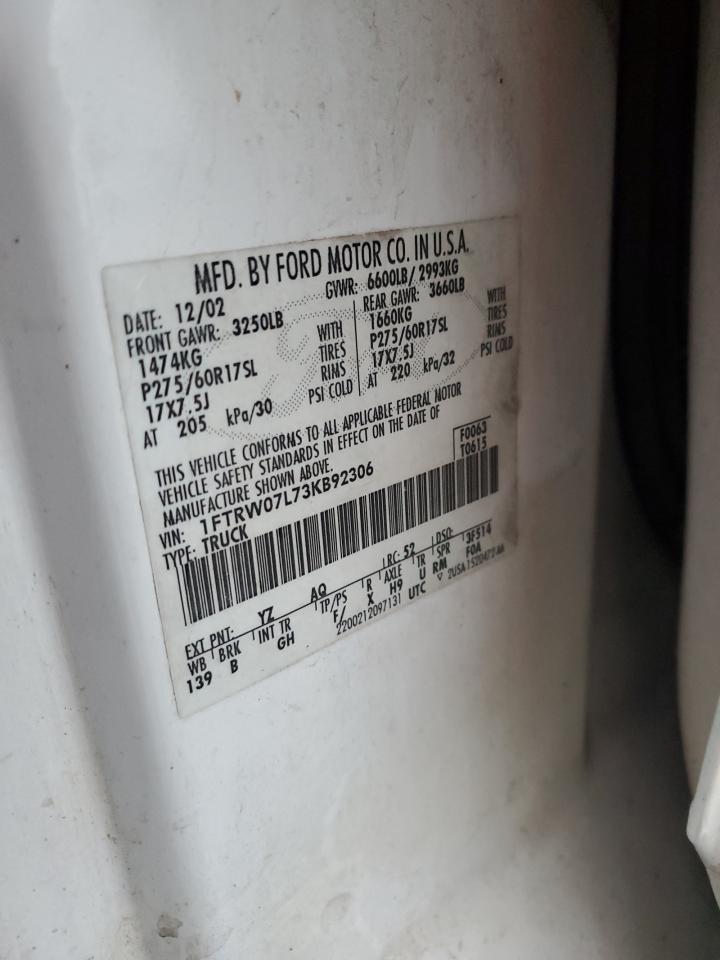 MFD. BY FORD MOTOR CO. IN U.S.A.
DATE: 12/02 GVWR: 6600LB/ 2993KG
FRONT GAWR: 3250LB REAR GAWR: 3660LB
1474KG WITH 1660KG WITH
P275/60R17SL TIRES P275/60R17SL TIRES
17X7.5J RIMS 17X7.5J RIMS
AT 205 kPa/30 PSI COLD AT 220 kPa/32 PSI COLD
THIS VEHICLE CONFORMS TO ALL APPLICABLE FEDERAL MOTOR
VEHICLE SAFETY STANDARDS IN EFFECT ON THE DATE OF
MANUFACTURE SHOWN ABOVE.
F0063
T0615
VIN: 1FTRW07L73KB92306
TYPE: TRUCK
EXT PNT: YZ AQ RC: 52 DSO: 3F514
WB BRK INT TR TP/PS R AXLE TR SPR F0A
139 B GH F/ X H9 U RM
220021209713I UTC 2USA